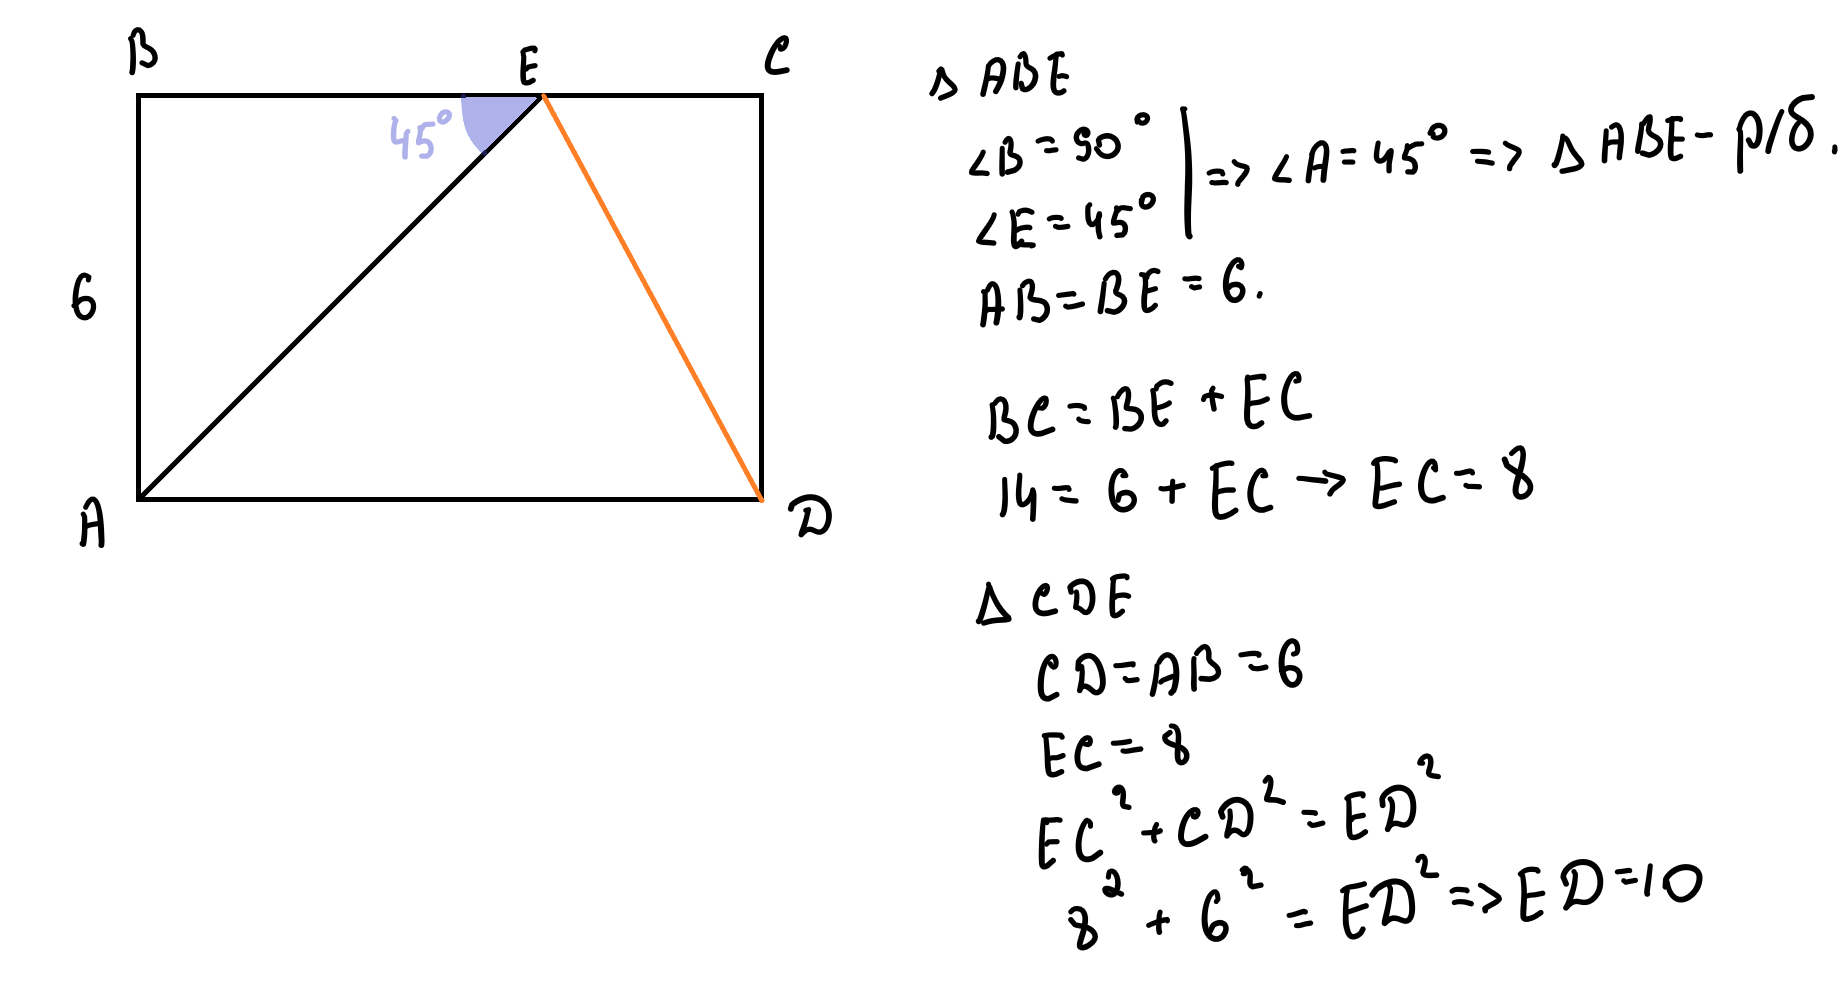 B
E
C
45°
6
A
D
Δ ABE
∠B = 90°
∠E = 45°
=> ∠A = 45° => Δ ABE - р/б.
AB = BE = 6.
BC = BE + EC
14 = 6 + EC → EC = 8
Δ CDE
CD = AB = 6
EC = 8
EC² + CD² = ED²
8² + 6² = ED² => ED = 10